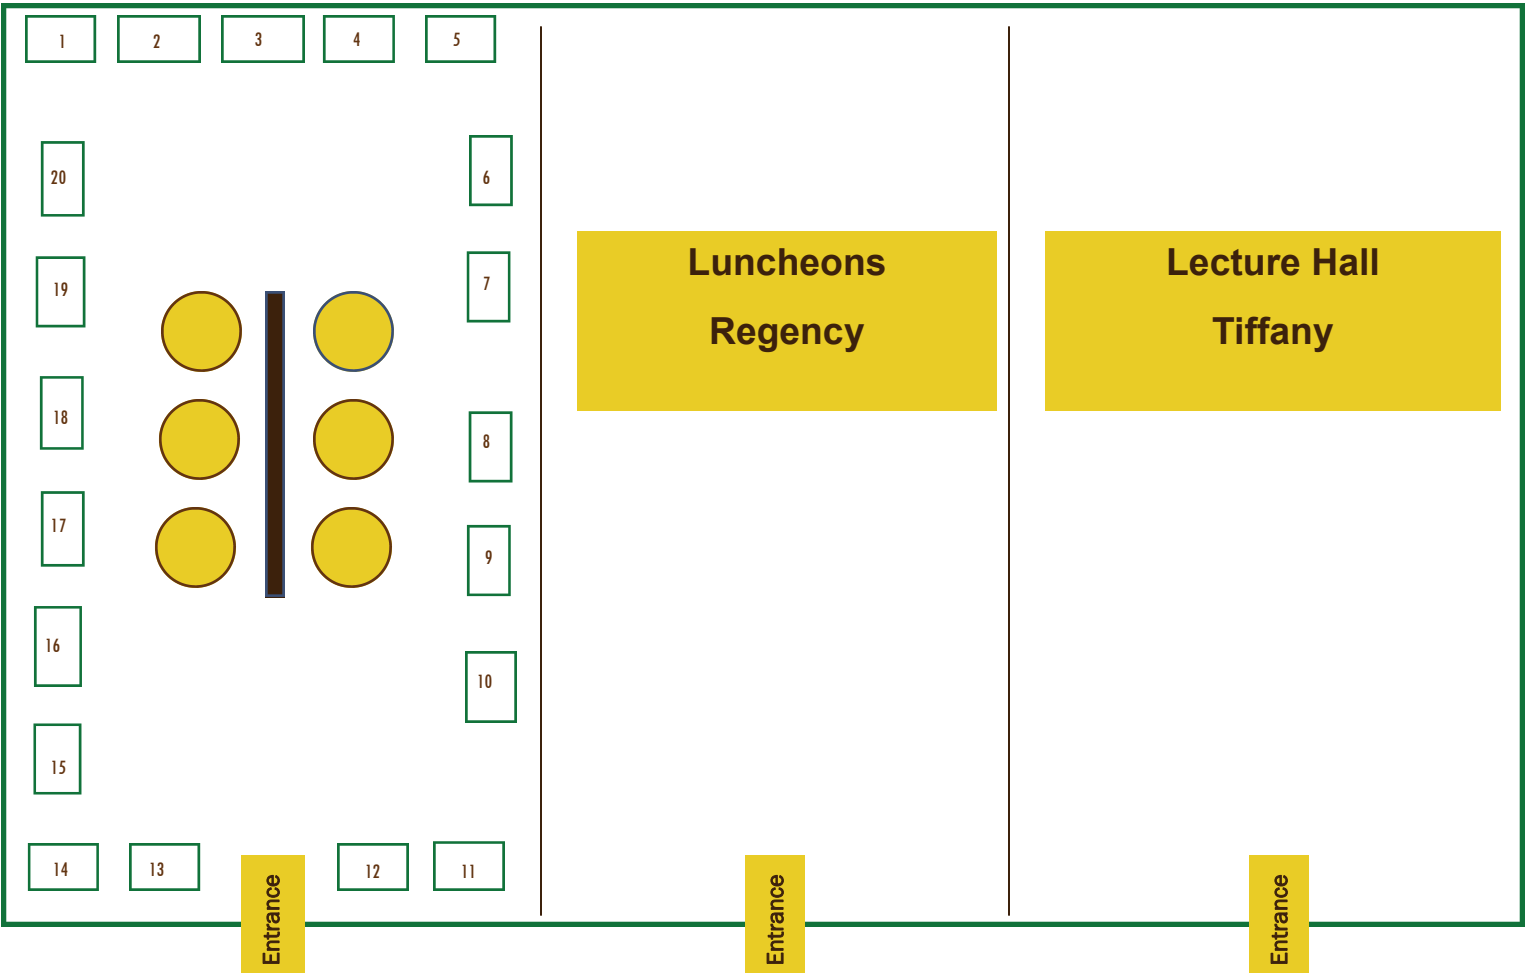 1 2 3 4 5
20 6
19 7
Luncheons
Regency
Lecture Hall
Tiffany
18 8
17 9
16 10
15
14 13 12 11
Entrance Entrance Entrance